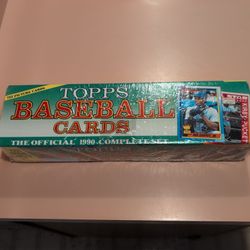 TOPPS
BASEBALL
CARDS
THE OFFICIAL 1990 COMPLETE SET